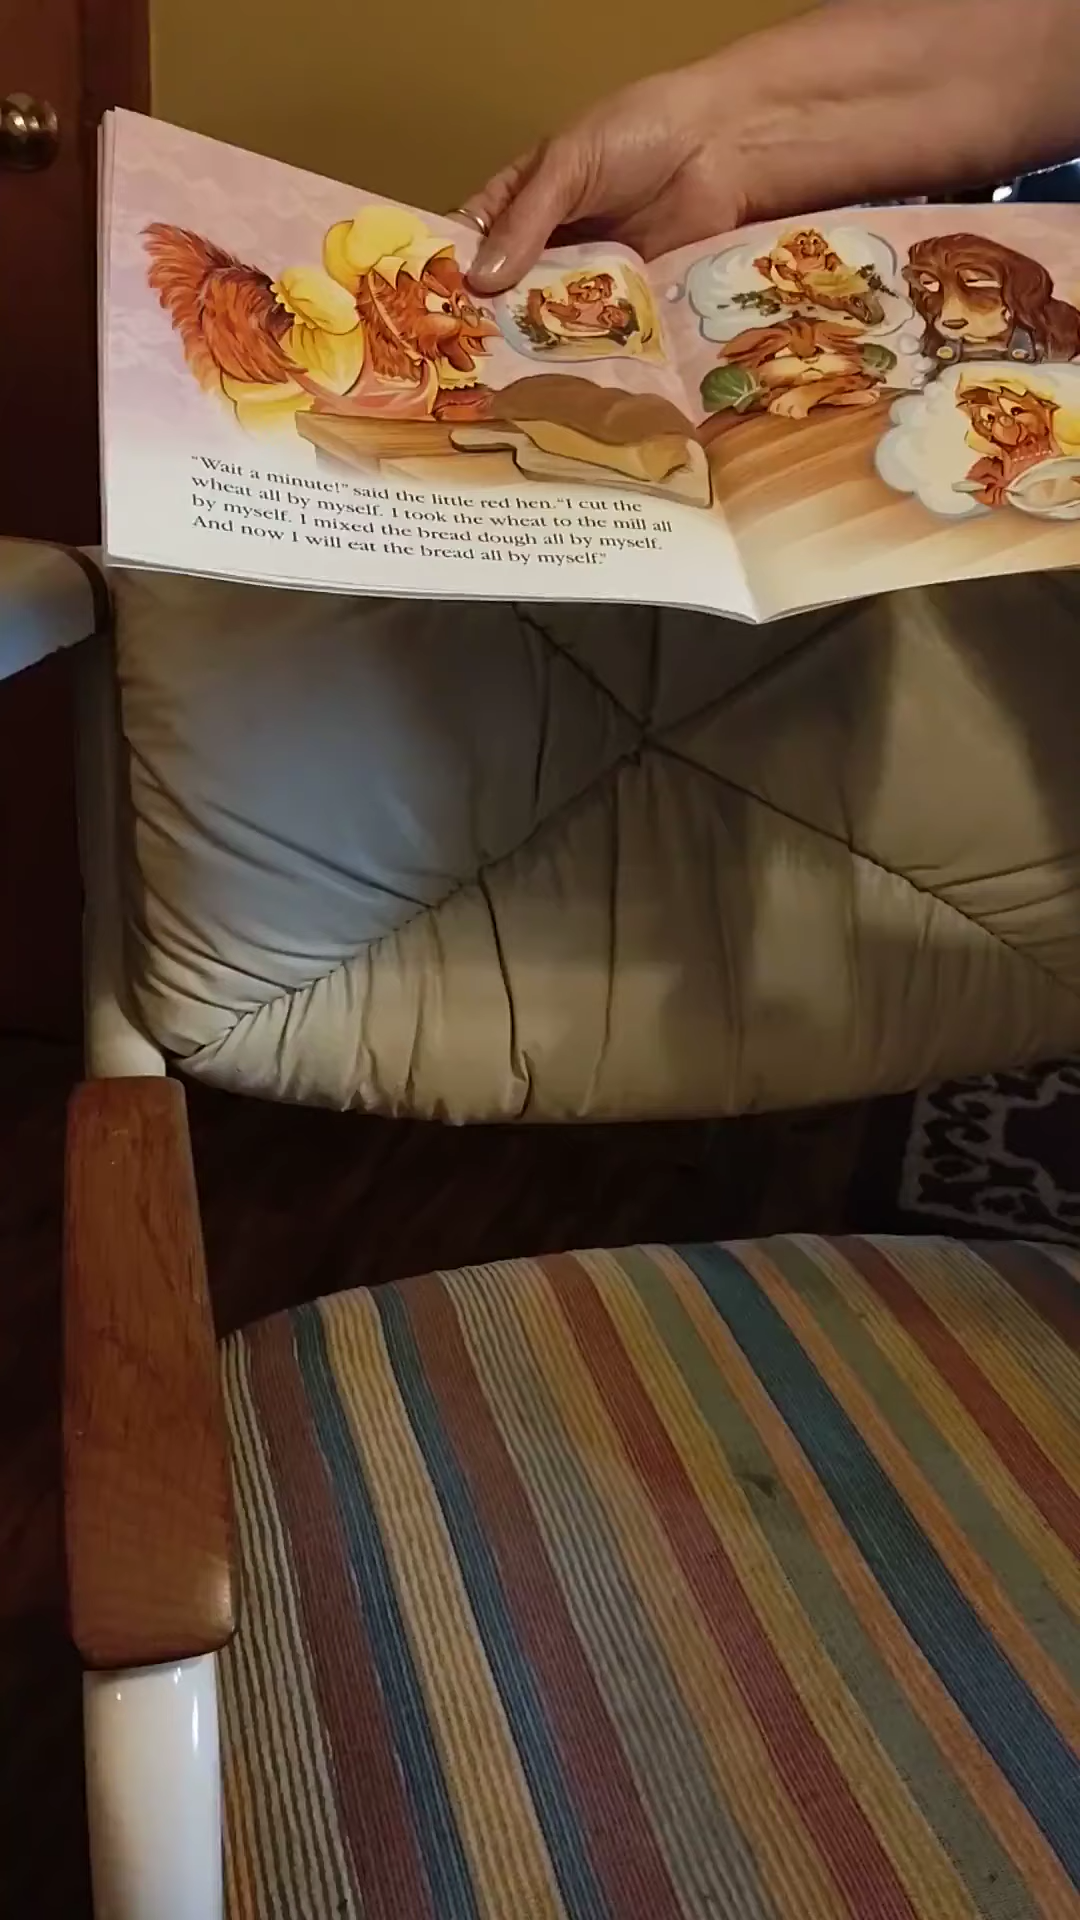 "Wait a minute!" said the little red hen. "I cut the
wheat all by myself. I took the wheat to the mill all
by myself. I mixed the bread dough all by myself.
And now I will eat the bread all by myself."